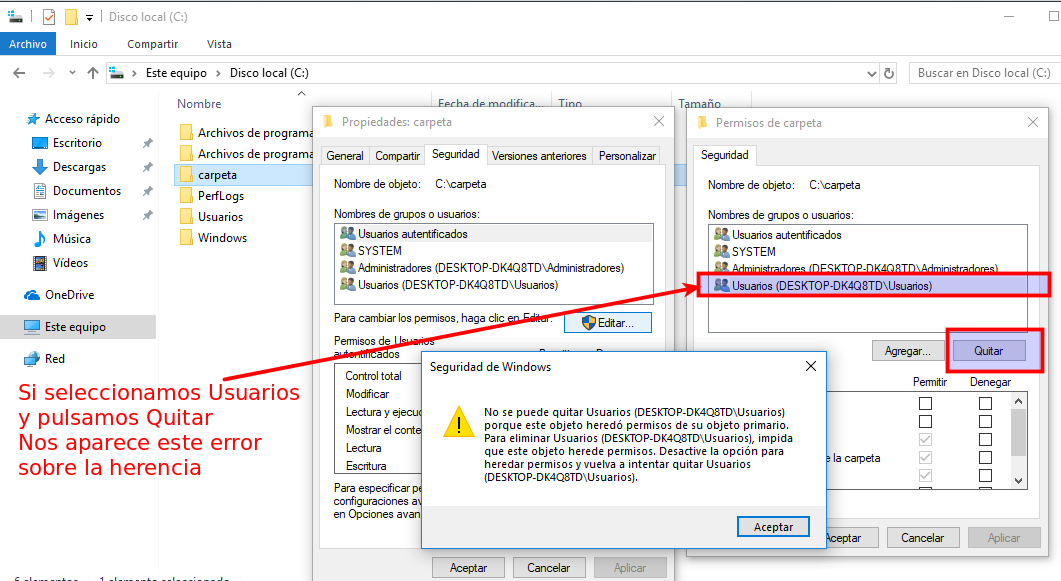 Disco local (C:)
Archivo Inicio Compartir Vista
Este equipo > Disco local (C:)
Buscar en Disco local (C:)
Acceso rápido
Escritorio
Descargas
Documentos
Imágenes
Música
Vídeos
OneDrive
Este equipo
Red
Nombre Fecha de modifica... Tipo Tamaño
Archivos de programa
Archivos de programa
carpeta
PerfLogs
Usuarios
Windows
Propiedades: carpeta
General Compartir Seguridad Versiones anteriores Personalizar
Nombre de objeto: C:\carpeta
Nombres de grupos o usuarios:
Usuarios autentificados
SYSTEM
Administradores (DESKTOP-DK4Q8TD\Administradores)
Usuarios (DESKTOP-DK4Q8TD\Usuarios)
Para cambiar los permisos, haga clic en Editar.
Editar...
Permisos de Usuarios
autentificados
Control total
Modificar
Lectura y ejecu
Mostrar el conte
Lectura
Escritura
Para especificar pe
configuraciones av
en Opciones avan
Aceptar Cancelar Aplicar
Permisos de carpeta
Seguridad
Nombre de objeto: C:\carpeta
Nombres de grupos o usuarios:
Usuarios autentificados
SYSTEM
Administradores (DESKTOP-DK4Q8TD\Administradores)
Usuarios (DESKTOP-DK4Q8TD\Usuarios)
Agregar... Quitar
Permitir Denegar
e la carpeta
Aceptar Cancelar Aplicar
Seguridad de Windows
No se puede quitar Usuarios (DESKTOP-DK4Q8TD\Usuarios)
porque este objeto heredó permisos de su objeto primario.
Para eliminar Usuarios (DESKTOP-DK4Q8TD\Usuarios), impida
que este objeto herede permisos. Desactive la opción para
heredar permisos y vuelva a intentar quitar Usuarios
(DESKTOP-DK4Q8TD\Usuarios).
Aceptar
Si seleccionamos Usuarios
y pulsamos Quitar
Nos aparece este error
sobre la herencia
6 elementos 1 elemento seleccionado